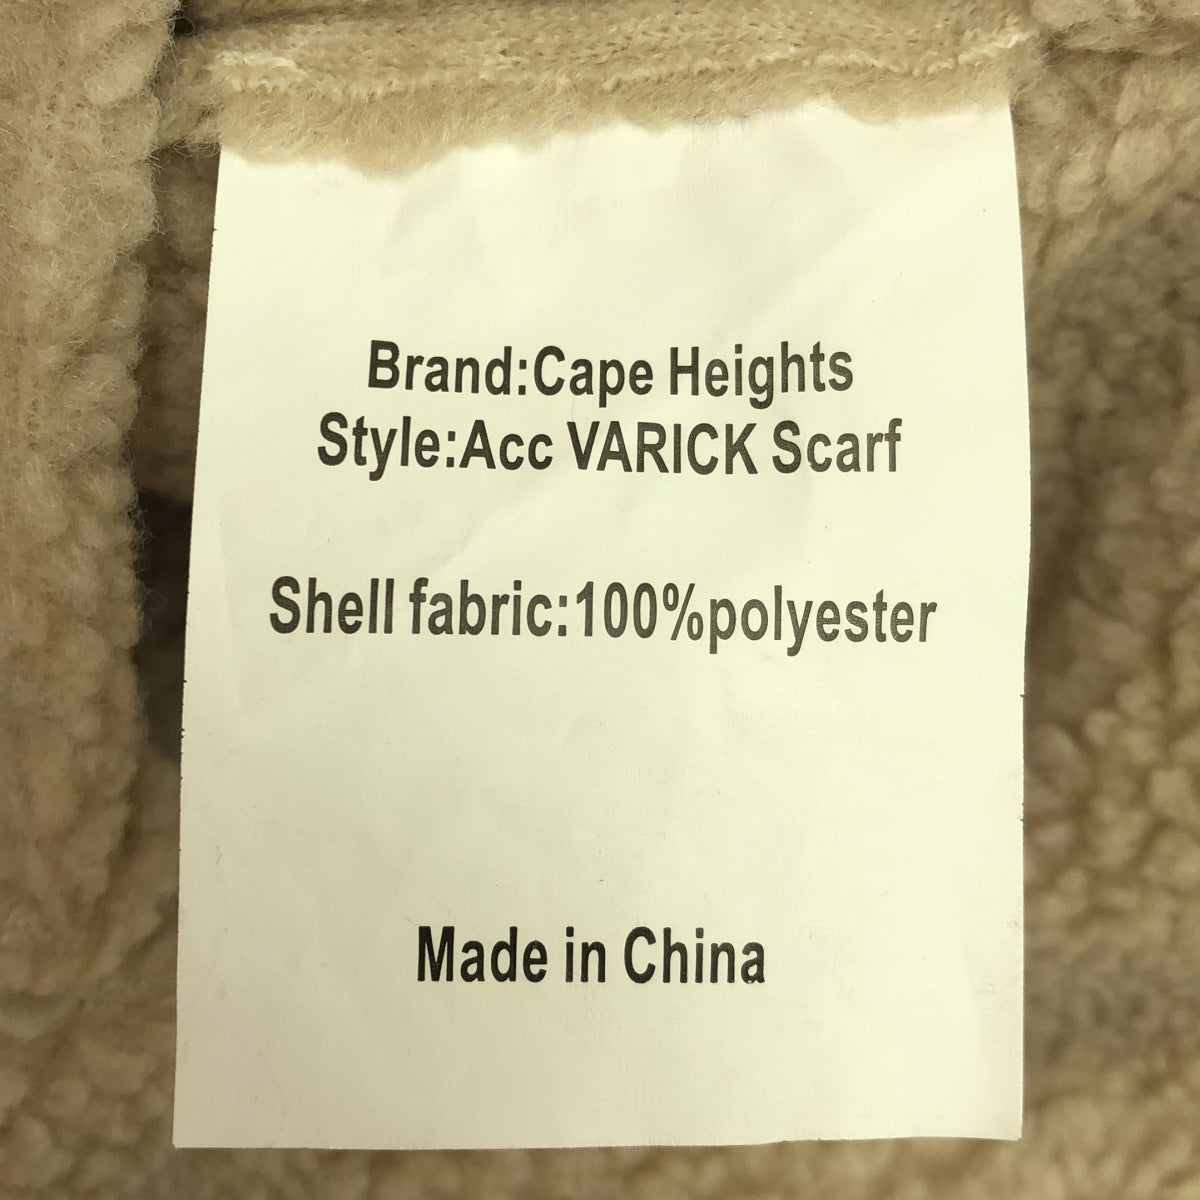 Brand:Cape Heights
Style:Acc VARICK Scarf
Shell fabric:100%polyester
Made in China